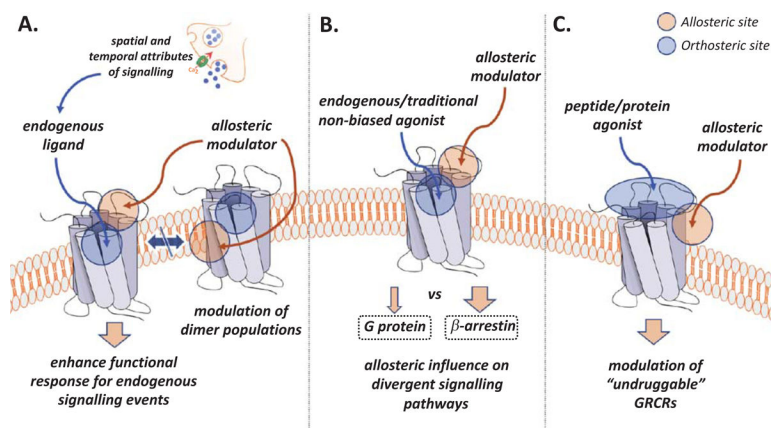 A.
spatial and
temporal attributes
of signalling
endogenous
ligand
allosteric
modulator
modulation of
dimer populations
enhance functional
response for endogenous
signalling events
B.
allosteric
modulator
endogenous/traditional
non-biased agonist
vs
G protein
β-arrestin
allosteric influence on
divergent signalling
pathways
C.
Allosteric site
Orthosteric site
peptide/protein
agonist
allosteric
modulator
modulation of
“undruggable”
GRCRs